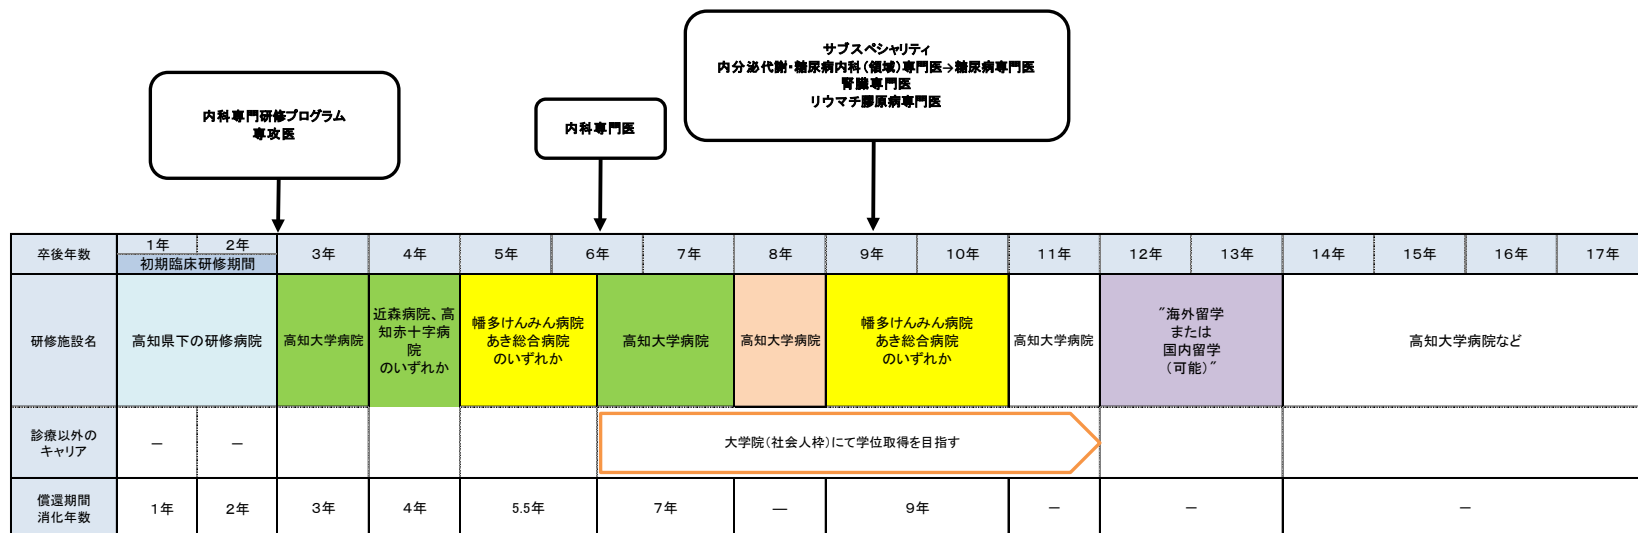 サブスペシャリティ
内分泌代謝・糖尿病内科(領域)専門医→糖尿病専門医
腎臓専門医
リウマチ膠原病専門医
内科専門研修プログラム
専攻医
内科専門医
卒後年数
1年
2年
初期臨床研修期間
3年
4年
5年
6年
7年
8年
9年
10年
11年
12年
13年
14年
15年
16年
17年
研修施設名
高知県下の研修病院
高知大学病院
近森病院、高
知赤十字病
院
のいずれか
幡多けんみん病院
あき総合病院
のいずれか
高知大学病院
高知大学病院
幡多けんみん病院
あき総合病院
のいずれか
高知大学病院
"海外留学
または
国内留学
(可能)"
高知大学病院など
診療以外の
キャリア
－
－
大学院(社会人枠)にて学位取得を目指す
償還期間
消化年数
1年
2年
3年
4年
5.5年
7年
―
9年
－
－
－